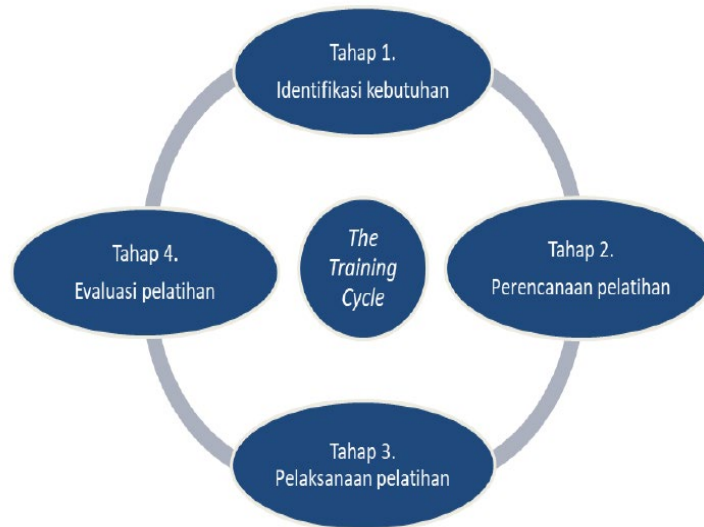 Tahap 1.
Identifikasi kebutuhan
Tahap 2.
Perencanaan pelatihan
Tahap 3.
Pelaksanaan pelatihan
Tahap 4.
Evaluasi pelatihan
The
Training
Cycle